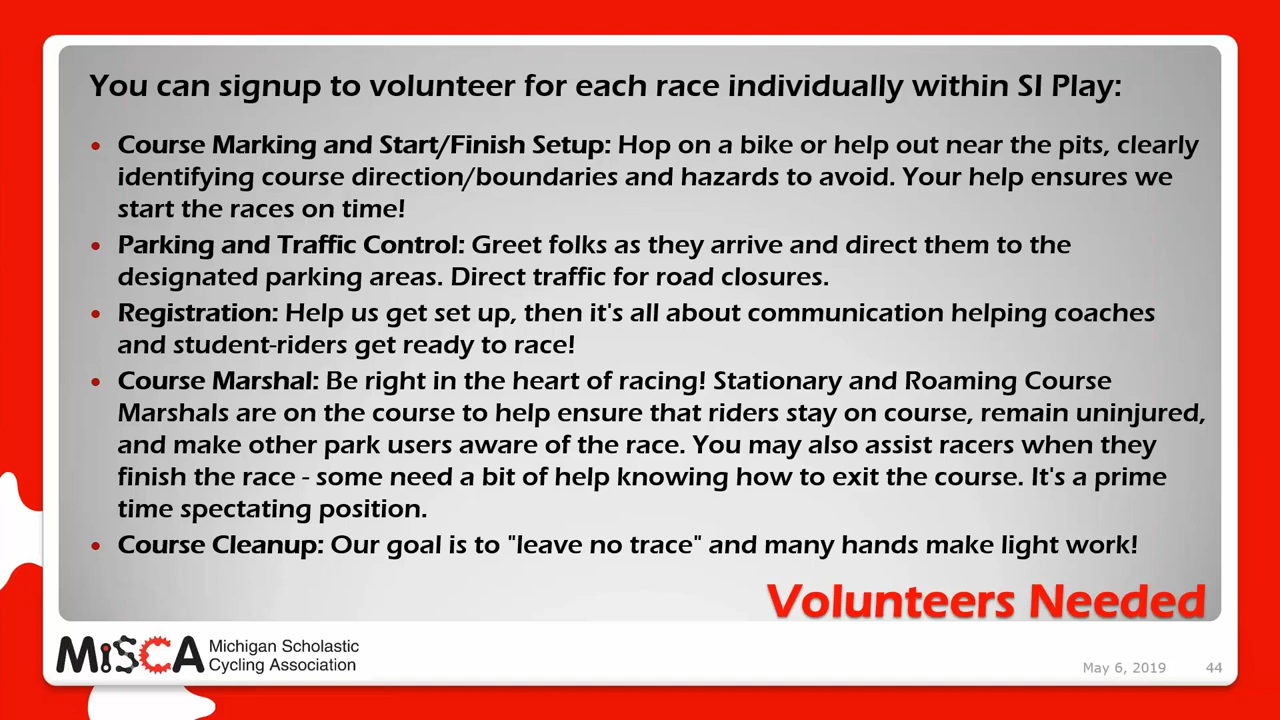 You can signup to volunteer for each race individually within SI Play:
• Course Marking and Start/Finish Setup: Hop on a bike or help out near the pits, clearly
identifying course direction/boundaries and hazards to avoid. Your help ensures we
start the races on time!
• Parking and Traffic Control: Greet folks as they arrive and direct them to the
designated parking areas. Direct traffic for road closures.
• Registration: Help us get set up, then it's all about communication helping coaches
and student-riders get ready to race!
• Course Marshal: Be right in the heart of racing! Stationary and Roaming Course
Marshals are on the course to help ensure that riders stay on course, remain uninjured,
and make other park users aware of the race. You may also assist racers when they
finish the race - some need a bit of help knowing how to exit the course. It's a prime
time spectating position.
• Course Cleanup: Our goal is to "leave no trace" and many hands make light work!
Volunteers Needed
MiSCA
Michigan Scholastic
Cycling Association
May 6, 2019 44